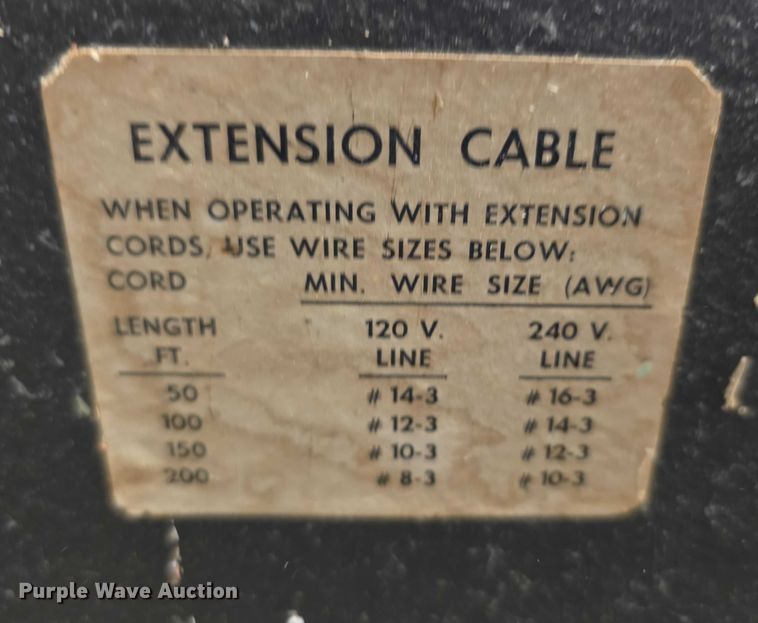 EXTENSION CABLE
WHEN OPERATING WITH EXTENSION
CORDS, USE WIRE SIZES BELOW:
CORD MIN. WIRE SIZE (AWG)
LENGTH 120 V. 240 V.
FT. LINE LINE
50 # 14-3 # 16-3
100 # 12-3 # 14-3
150 # 10-3 # 12-3
200 # 8-3 # 10-3
Purple Wave Auction